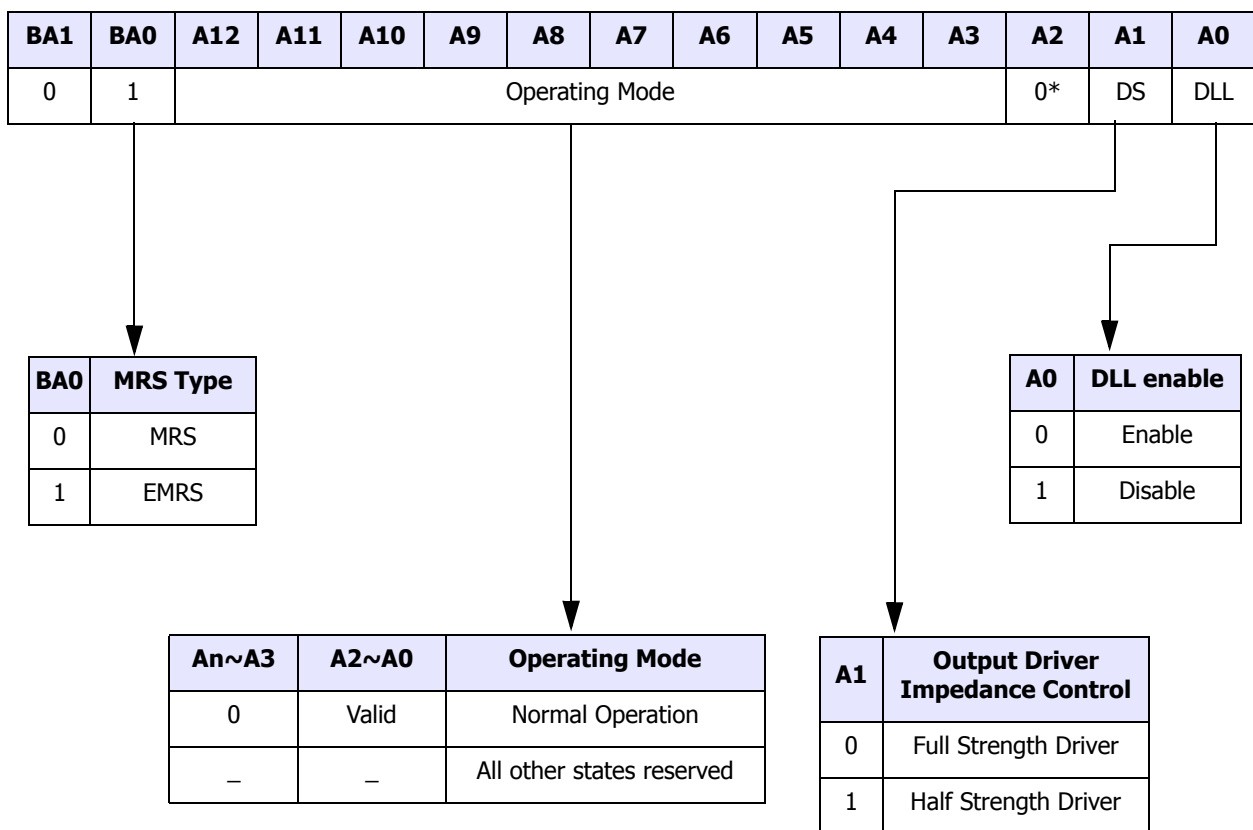 BA1 BA0 A12 A11 A10 A9 A8 A7 A6 A5 A4 A3 A2 A1 A0
0 1 Operating Mode 0* DS DLL
BA0 MRS Type
0 MRS
1 EMRS
A0 DLL enable
0 Enable
1 Disable
An~A3 A2~A0 Operating Mode
0 Valid Normal Operation
_ _ All other states reserved
A1 Output Driver
Impedance Control
0 Full Strength Driver
1 Half Strength Driver